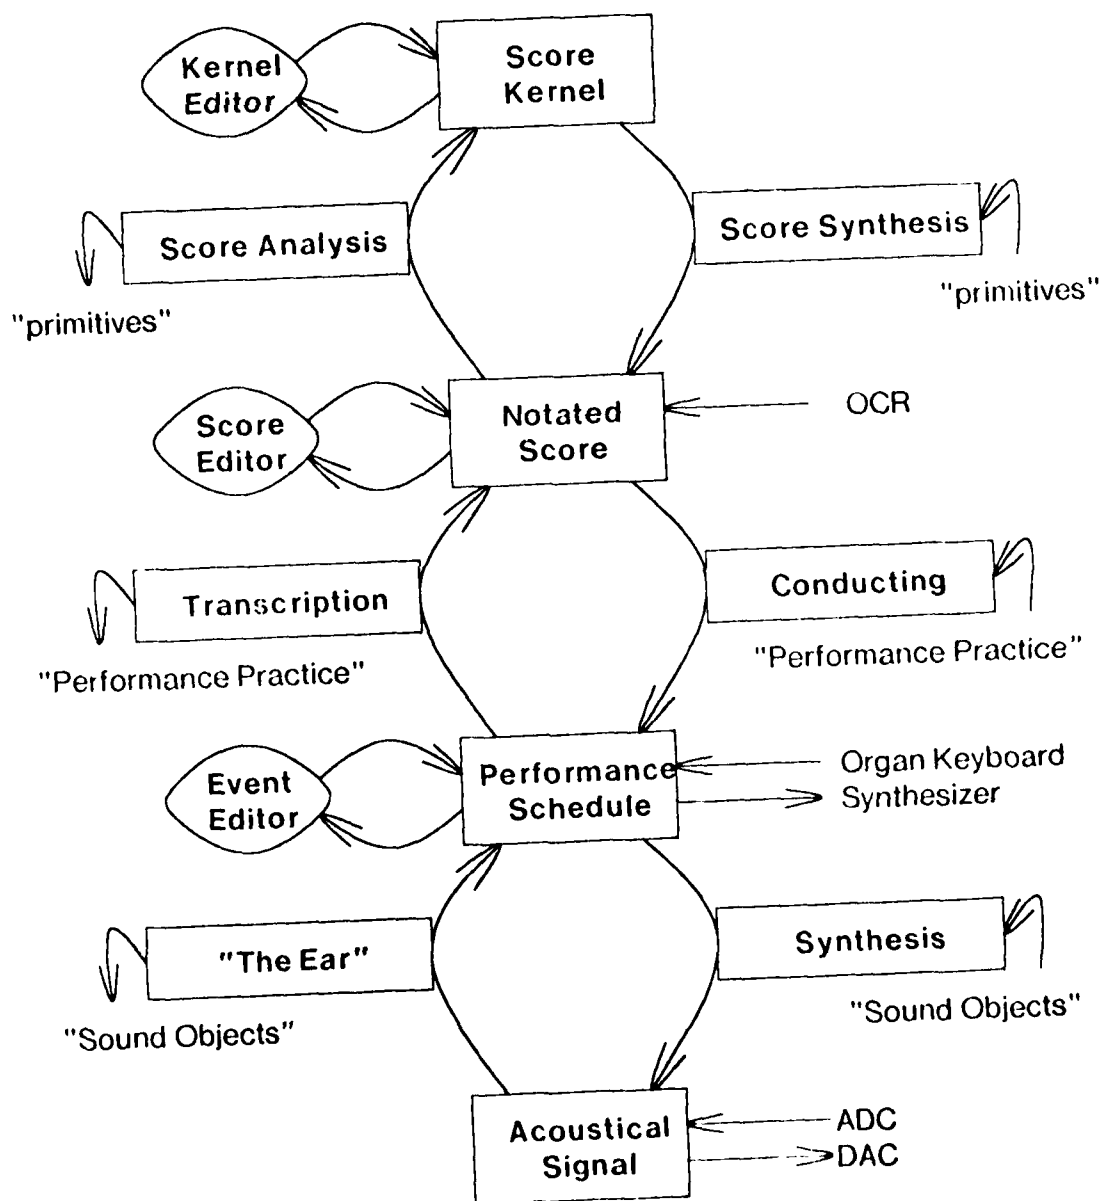 Kernel
Editor
Score
Kernel
Score Analysis
Score Synthesis
"primitives"
"primitives"
Score
Editor
Notated
Score
OCR
Transcription
Conducting
"Performance Practice"
"Performance Practice"
Event
Editor
Performance
Schedule
Organ Keyboard
Synthesizer
"The Ear"
Synthesis
"Sound Objects"
"Sound Objects"
Acoustical
Signal
ADC
DAC